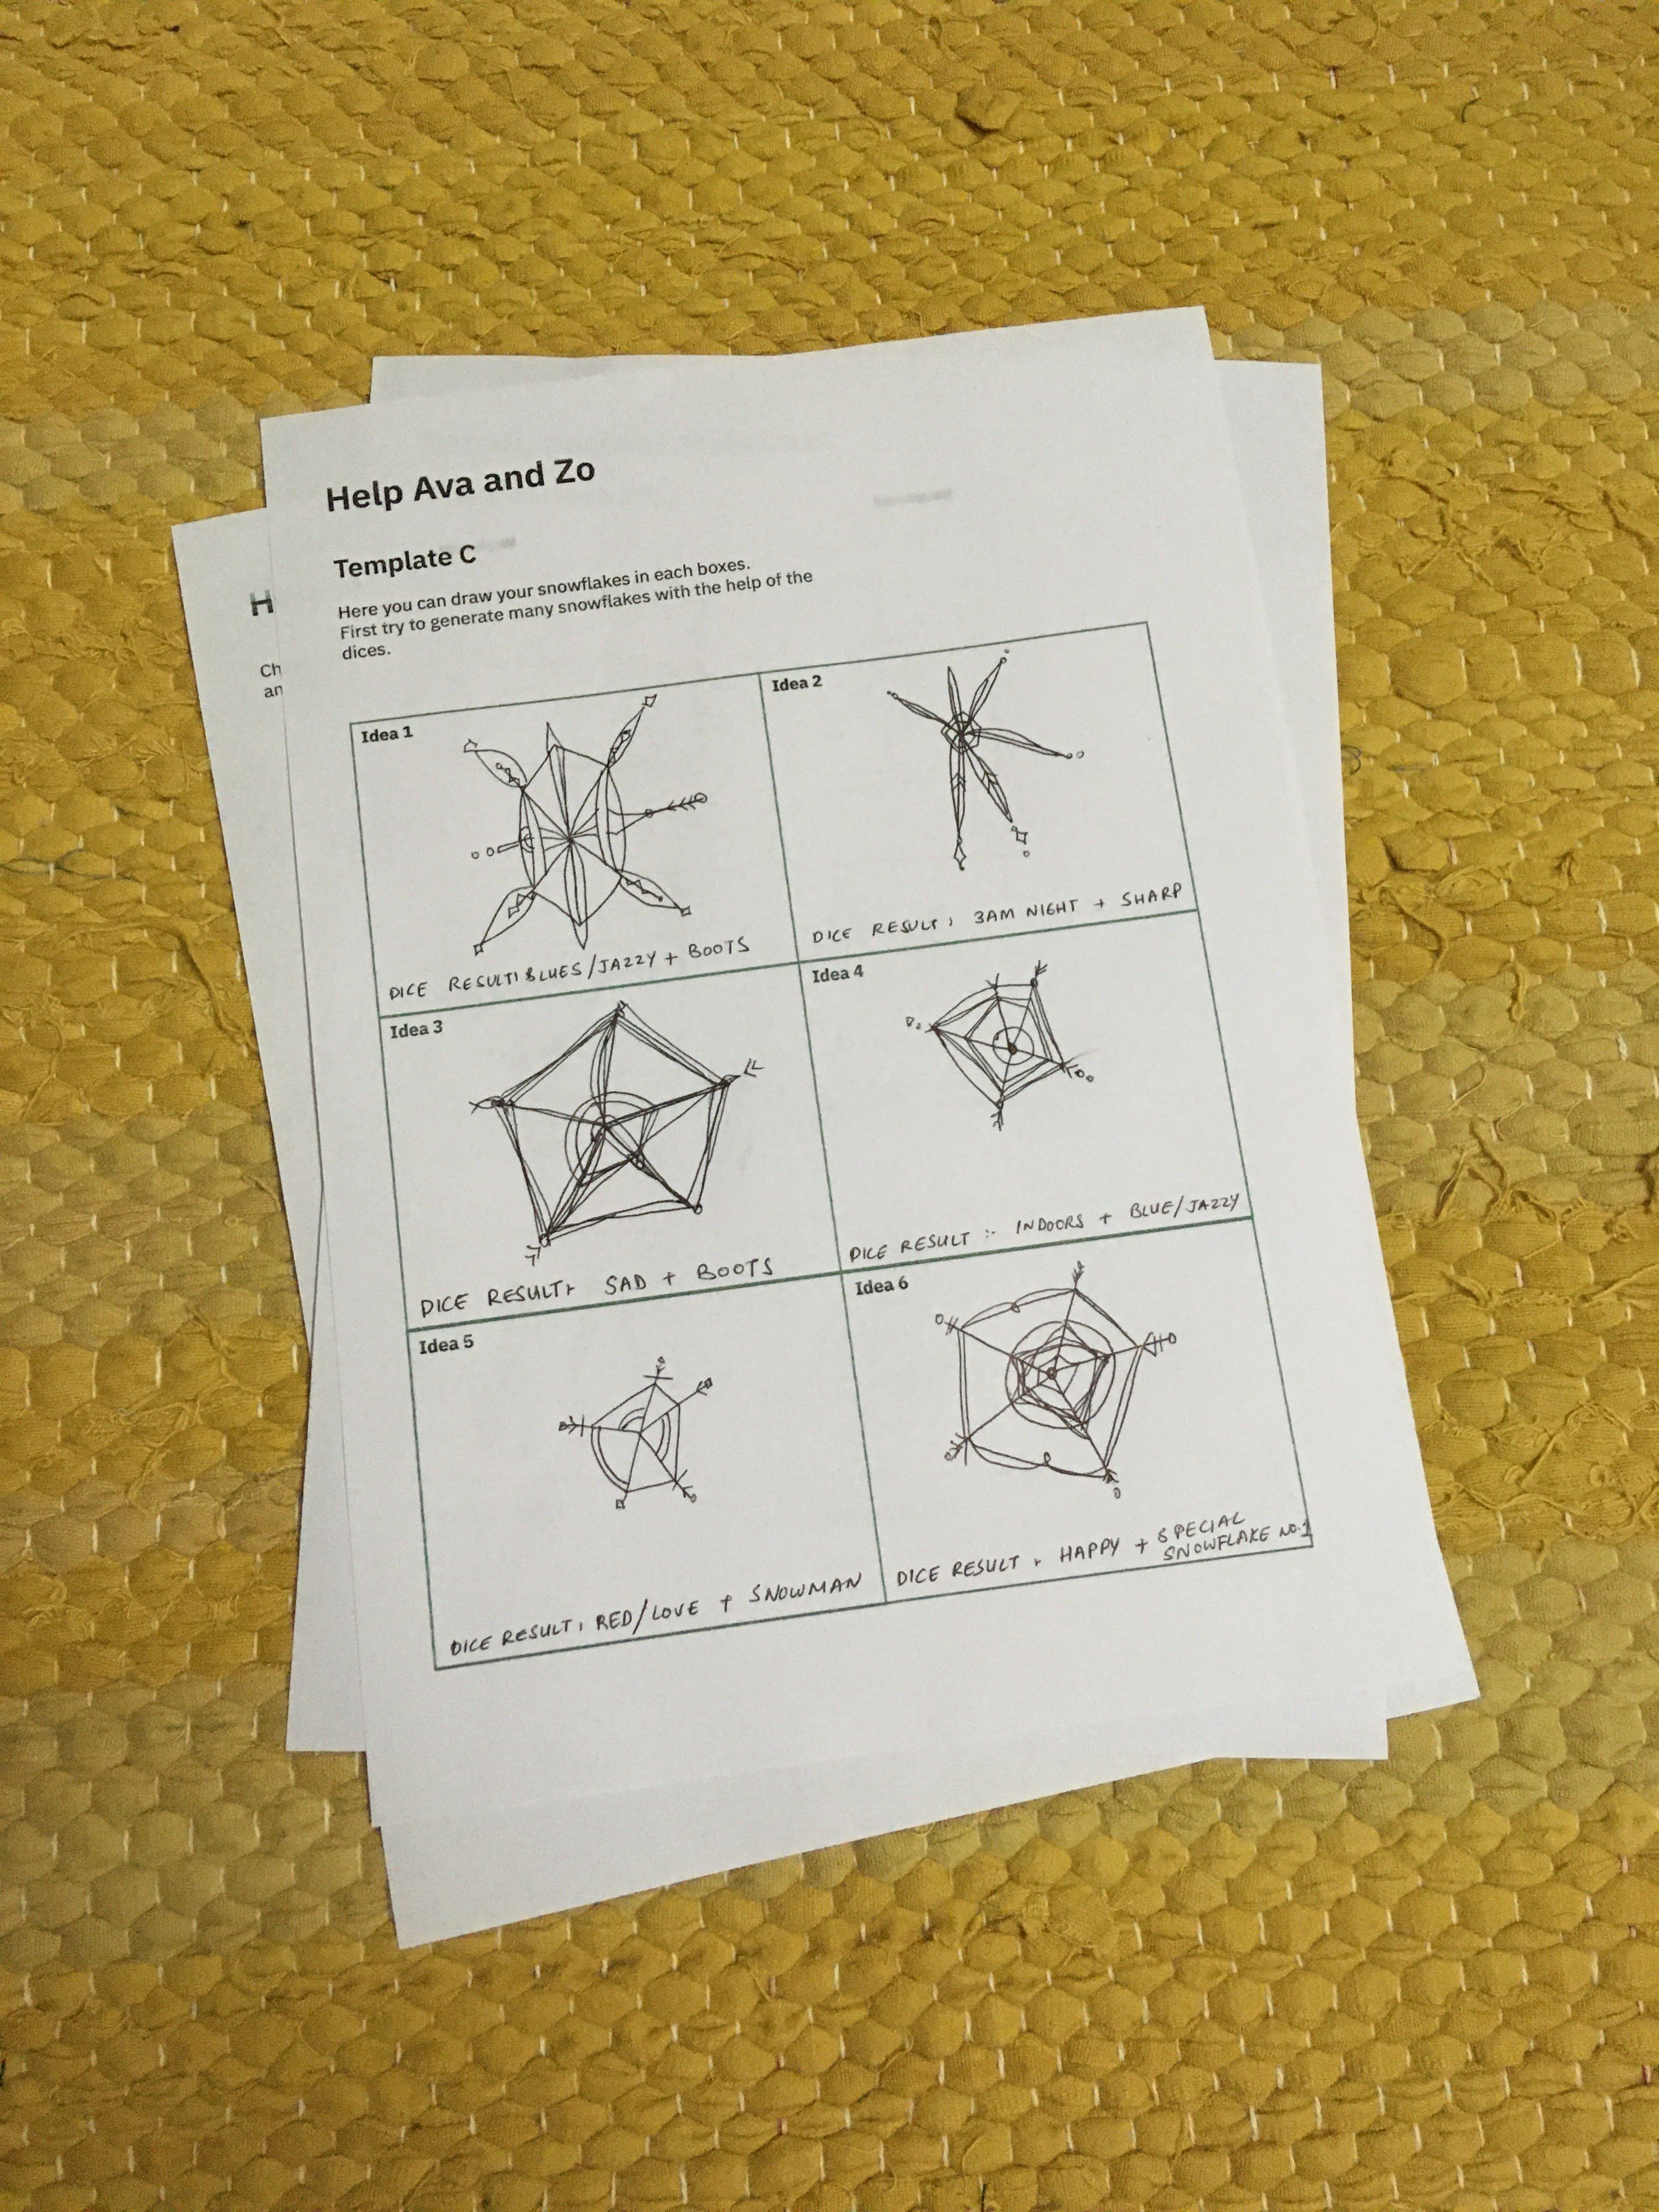 Help Ava and Zo
Template C
Here you can draw your snowflakes in each boxes.
First try to generate many snowflakes with the help of the
dices.
Idea 1
DICE RESULT: BLUES/JAZZY + BOOTS
Idea 2
DICE RESULT: 3AM NIGHT + SHARP
Idea 3
DICE RESULT: SAD + BOOTS
Idea 4
DICE RESULT :- INDOORS + BLUE/JAZZY
Idea 5
DICE RESULT: RED/LOVE + SNOWMAN
Idea 6
DICE RESULT: HAPPY + SPECIAL
SNOWFLAKE NO.1
H
Ch
an